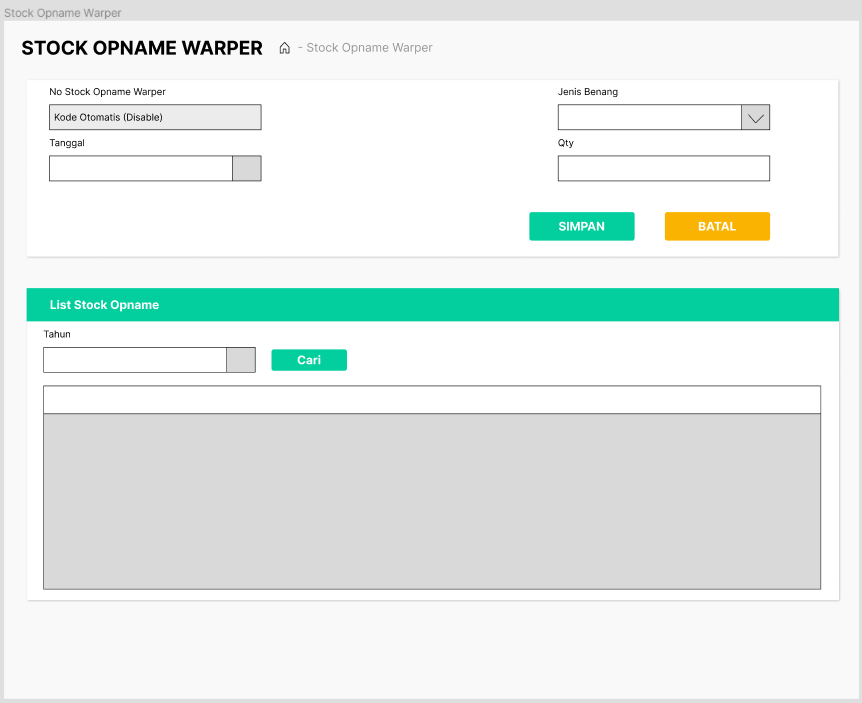 Stock Opname Warper
STOCK OPNAME WARPER - Stock Opname Warper
No Stock Opname Warper
Kode Otomatis (Disable)
Tanggal
Jenis Benang
Qty
SIMPAN
BATAL
List Stock Opname
Tahun
Cari